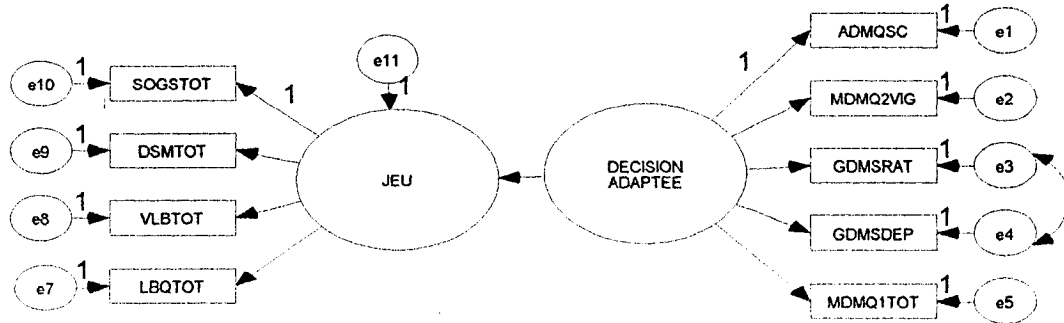 1 ADMQSC 1 e1
e11
e10 1 SOGSTOT 1 1
1 MDMQ2VIG 1 e2
e9 1 DSMTOT JEU DECISION ADAPTEE GDMSRAT 1 e3
e8 1 VLBTOT GDMSDEP 1 e4
e7 1 LBQTOT MDMQ1TOT 1 e5